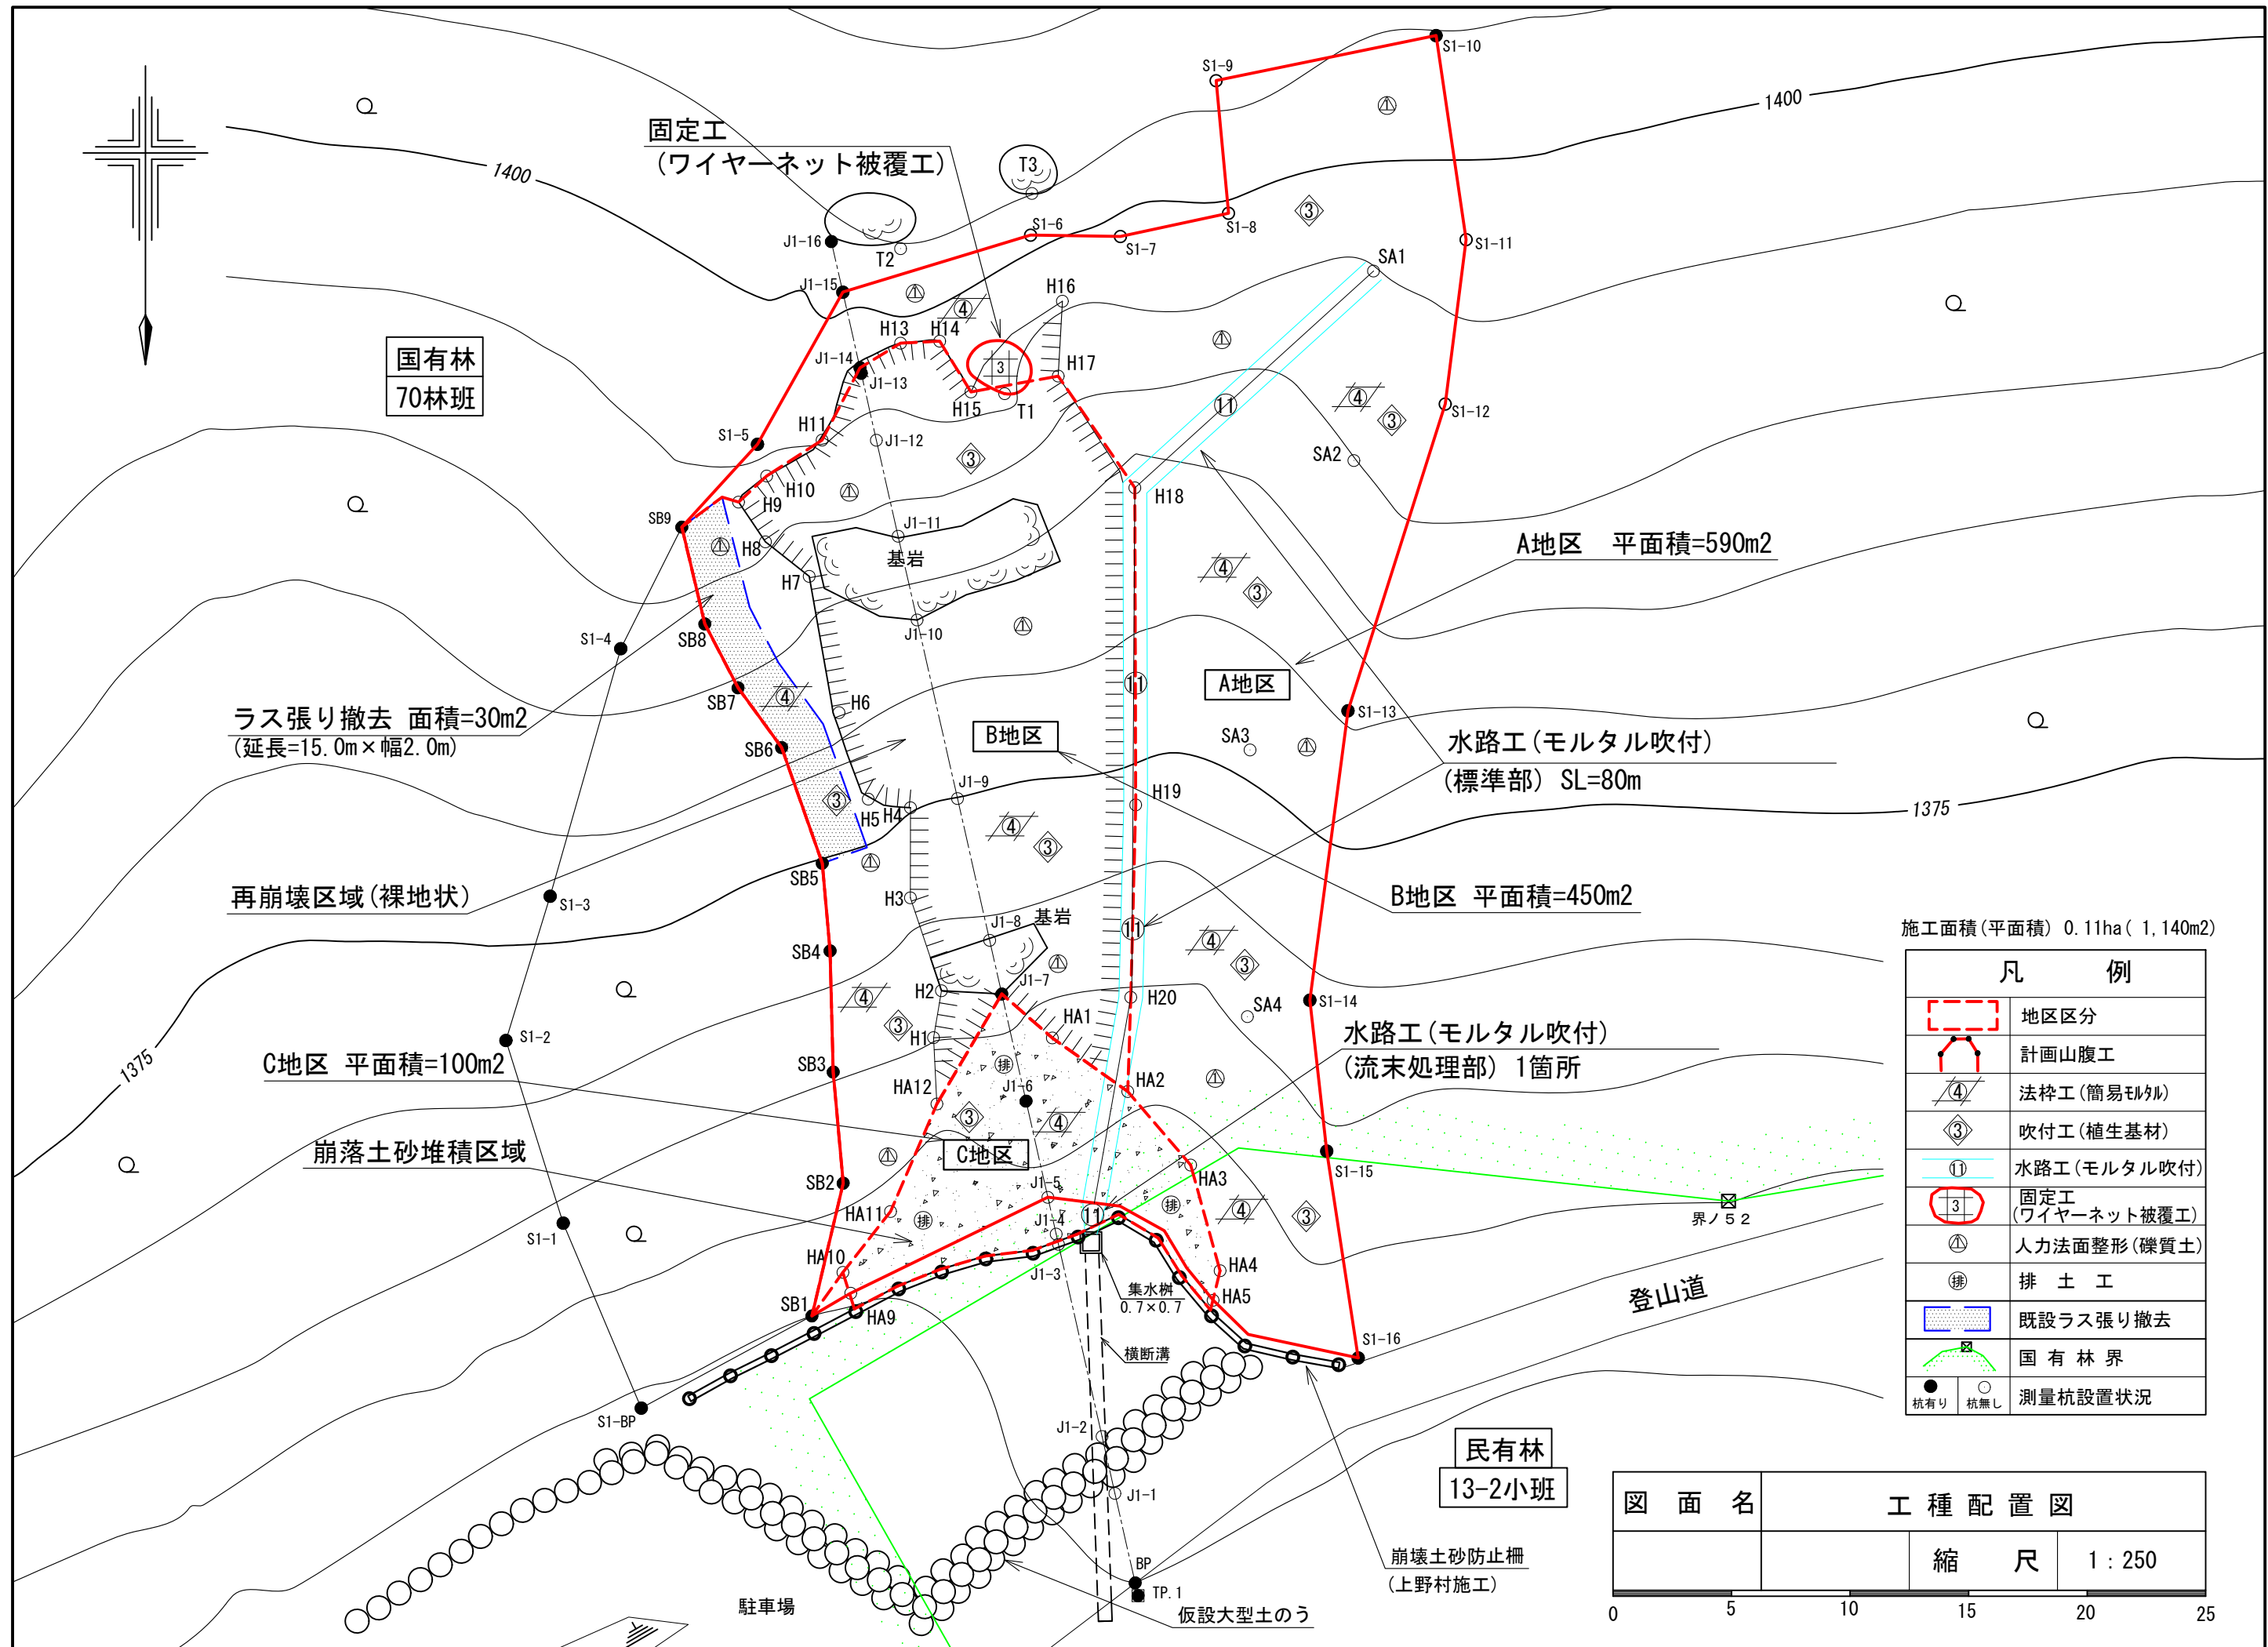 S1-10
S1-9
1400
固定工
(ワイヤーネット被覆工)
T3
1400
S1-8
S1-6
S1-7
S1-11
J1-16
T2
SA1
J1-15
H16
H13
H14
J1-14
J1-13
H17
H15
T1
国有林
70林班
S1-12
S1-5
H11
J1-12
SA2
H10
H9
H18
SB9
J1-11
基岩
H8
H7
A地区 平面積=590m2
J1-10
S1-4
SB8
A地区
SB7
H6
S1-13
ラス張り撤去 面積=30m2
(延長=15.0m×幅2.0m)
SB6
B地区
SA3
水路工(モルタル吹付)
(標準部) SL=80m
J1-9
H5
H4
H19
1375
SB5
再崩壊区域(裸地状)
S1-3
H3
B地区 平面積=450m2
J1-8
基岩
SB4
H2
J1-7
H20
S1-14
SA4
S1-2
H1
HA1
水路工(モルタル吹付)
(流末処理部) 1箇所
1375
C地区 平面積=100m2
SB3
HA12
J1-6
HA2
C地区
崩落土砂堆積区域
SB2
HA3
S1-15
J1-5
HA11
J1-4
界ノ52
S1-1
HA10
J1-3
HA4
集水桝
0.7×0.7
HA5
登山道
SB1
HA9
横断溝
S1-16
S1-BP
J1-2
J1-1
民有林
13-2小班
BP
TP.1
崩壊土砂防止柵
(上野村施工)
仮設大型土のう
駐車場
④
③
⑪
①
排
3
施工面積(平面積) 0.11ha( 1,140m2)
凡 例
地区区分
計画山腹工
④ 法枠工(簡易モルタル)
③ 吹付工(植生基材)
⑪ 水路工(モルタル吹付)
3 固定工
(ワイヤーネット被覆工)
① 人力法面整形(礫質土)
排 排 土 工
既設ラス張り撤去
国 有 林 界
杭有り 杭無し 測量杭設置状況
図 面 名 工 種 配 置 図
縮 尺 1：250
0 5 10 15 20 25